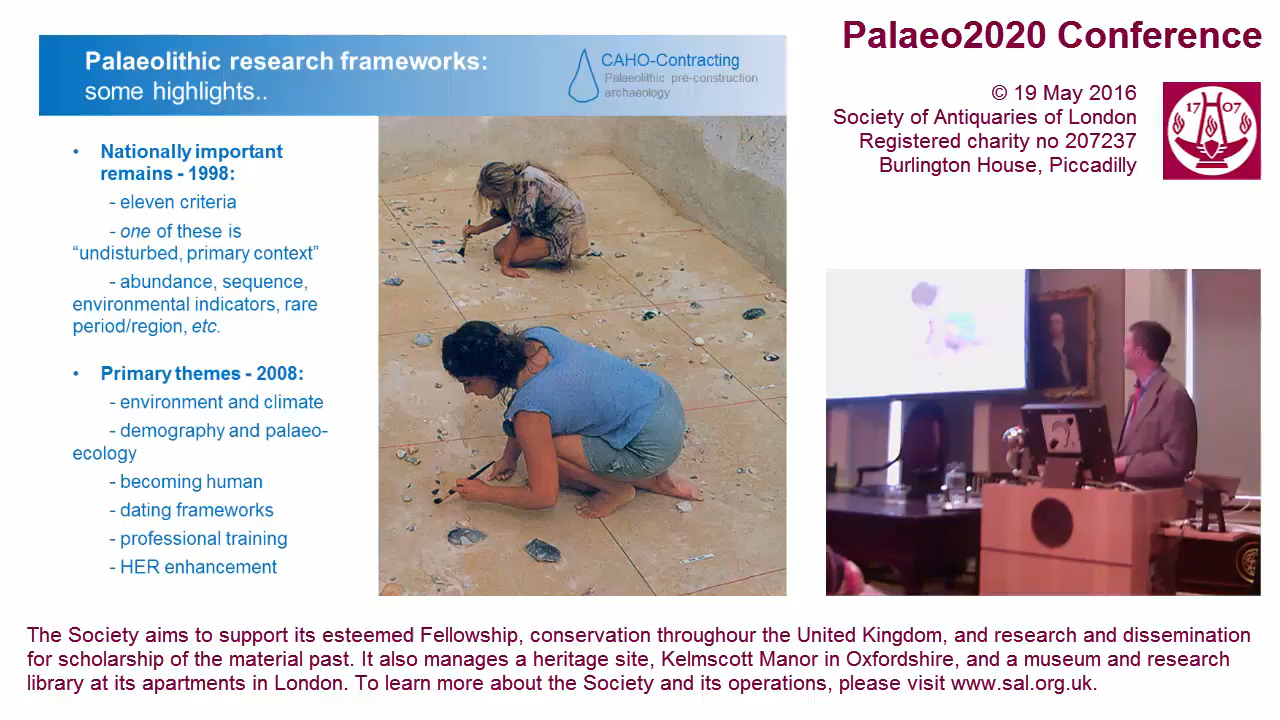 Palaeolithic research frameworks:
some highlights..
CAHO-Contracting
Palaeolithic pre-construction
archaeology
• Nationally important
remains - 1998:
- eleven criteria
- one of these is
“undisturbed, primary context”
- abundance, sequence,
environmental indicators, rare
period/region, etc.
• Primary themes - 2008:
- environment and climate
- demography and palaeo-
ecology
- becoming human
- dating frameworks
- professional training
- HER enhancement
Palaeo2020 Conference
© 19 May 2016
Society of Antiquaries of London
Registered charity no 207237
Burlington House, Piccadilly
17 07
The Society aims to support its esteemed Fellowship, conservation throughour the United Kingdom, and research and dissemination
for scholarship of the material past. It also manages a heritage site, Kelmscott Manor in Oxfordshire, and a museum and research
library at its apartments in London. To learn more about the Society and its operations, please visit www.sal.org.uk.